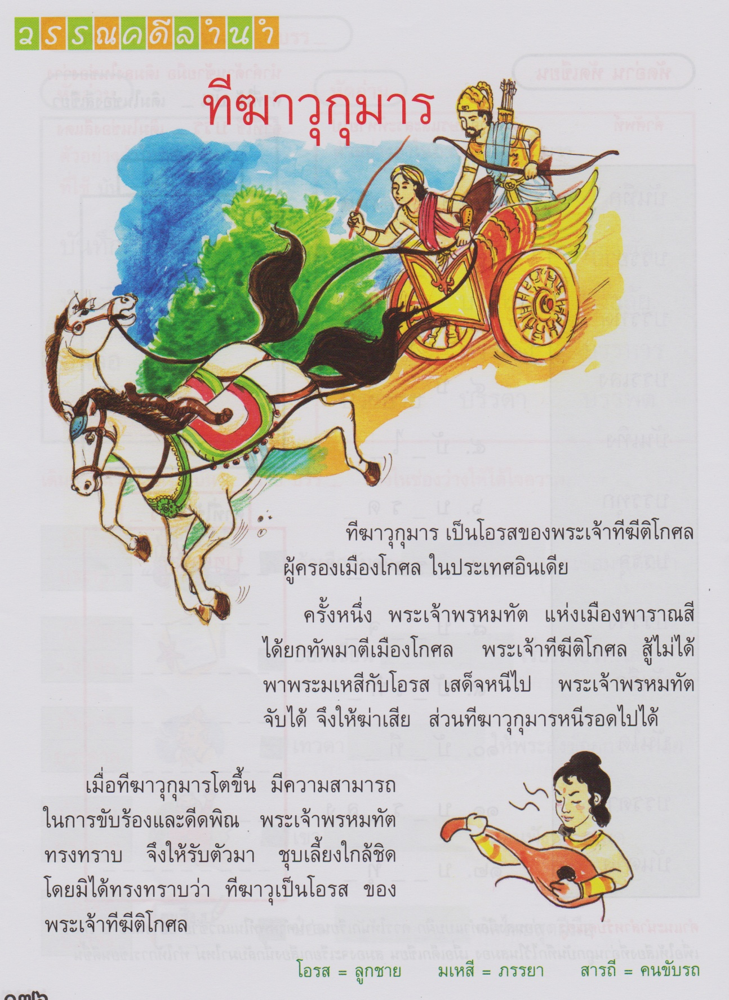 วรรณคดีลำนำ
ทีฆาวุกุมาร
ทีฆาวุกุมาร เป็นโอรสของพระเจ้าทีฆีติโกศล
ผู้ครองเมืองโกศล ในประเทศอินเดีย
ครั้งหนึ่ง พระเจ้าพรหมทัต แห่งเมืองพาราณสี
ได้ยกทัพมาตีเมืองโกศล พระเจ้าทีฆีติโกศล สู้ไม่ได้
พาพระมเหสีกับโอรส เสด็จหนีไป พระเจ้าพรหมทัต
จับได้ จึงให้ฆ่าเสีย ส่วนทีฆาวุกุมารหนีรอดไปได้
เมื่อทีฆาวุกุมารโตขึ้น มีความสามารถ
ในการขับร้องและดีดพิณ พระเจ้าพรหมทัต
ทรงทราบ จึงให้รับตัวมา ชุบเลี้ยงใกล้ชิด
โดยมิได้ทรงทราบว่า ทีฆาวุเป็นโอรส ของ
พระเจ้าทีฆีติโกศล
โอรส = ลูกชาย มเหสี = ภรรยา สารถี = คนขับรถ